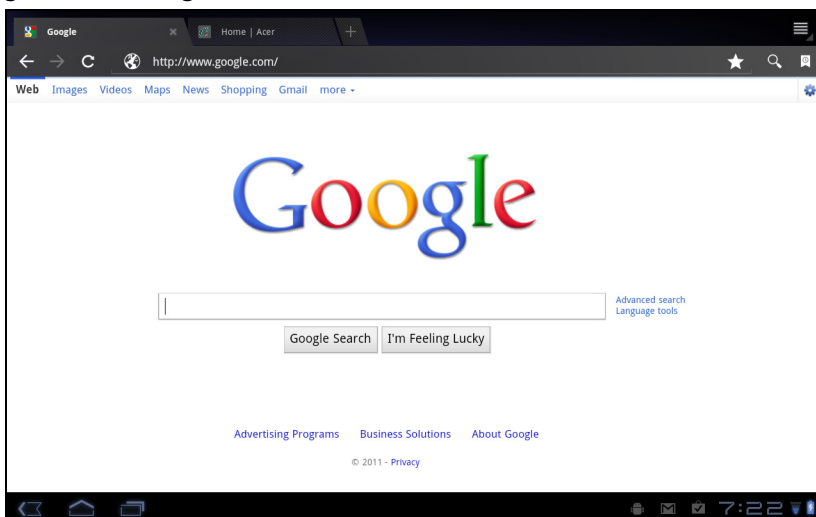 Google Home | Acer
http://www.google.com/
Web Images Videos Maps News Shopping Gmail more
Google
Advanced search
Language tools
Google Search I'm Feeling Lucky
Advertising Programs Business Solutions About Google
© 2011 - Privacy
7:22